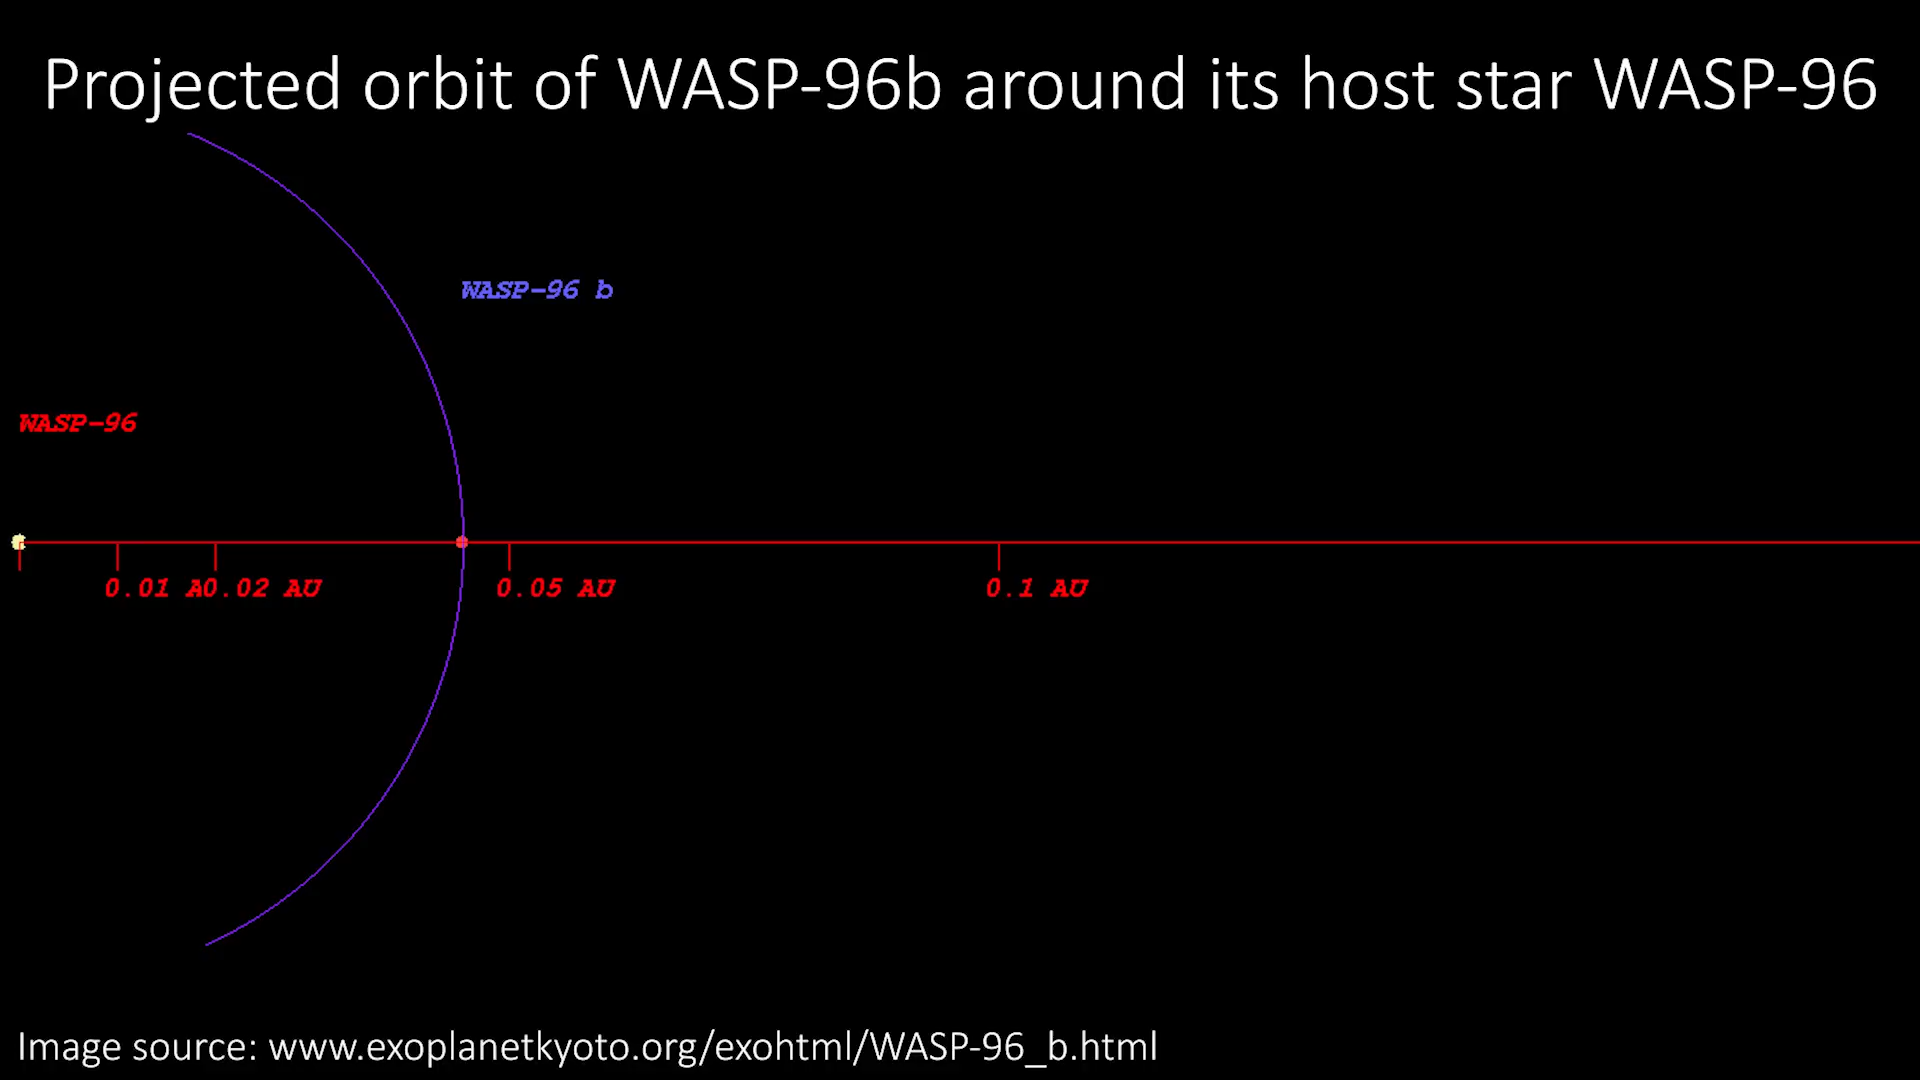 Projected orbit of WASP-96b around its host star WASP-96
WASP-96 b
WASP-96
0.01 A0.02 AU 0.05 AU 0.1 AU
Image source: www.exoplanetkyoto.org/exohtml/WASP-96_b.html